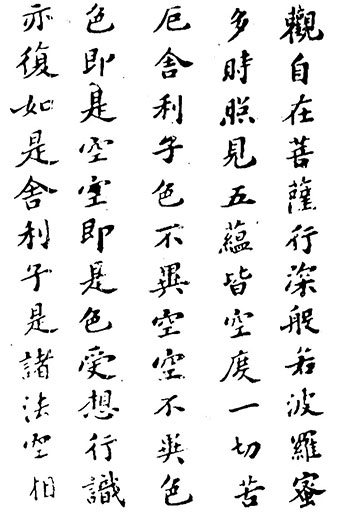 觀自在菩薩行深般若波羅蜜
多時照見五蘊皆空度一切苦
厄舍利子色不異空空不異色
色即是空空即是色受想行識
亦復如是舍利子是諸法空相